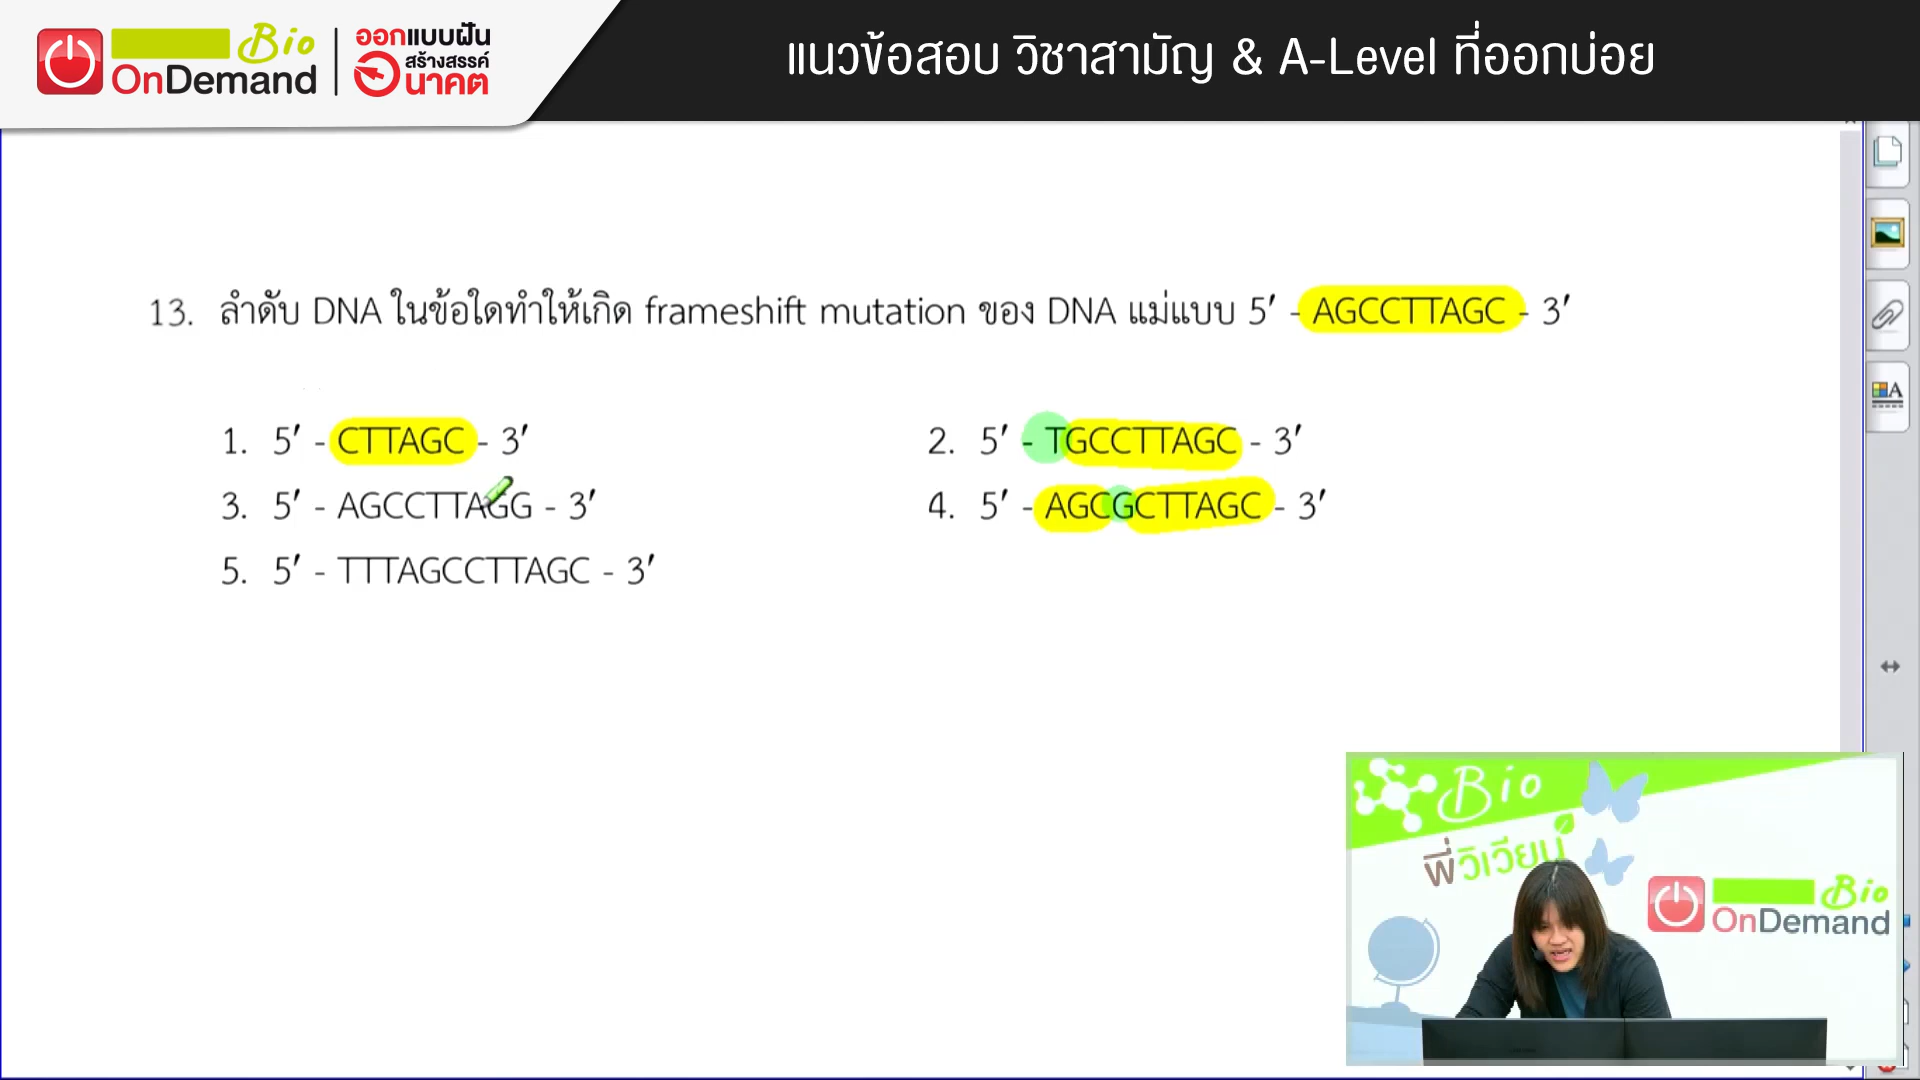 Bio
OnDemand
ออกแบบฝัน
สร้างสรรค์
อนาคต
แนวข้อสอบ วิชาสามัญ & A-Level ที่ออกบ่อย
13. ลำดับ DNA ในข้อใดทำให้เกิด frameshift mutation ของ DNA แม่แบบ 5′ - AGCCTTAGC - 3′
1. 5′ - CTTAGC - 3′
2. 5′ - TGCCTTAGC - 3′
3. 5′ - AGCCTTAGG - 3′
4. 5′ - AGCGCTTAGC - 3′
5. 5′ - TTTAGCCTTAGC - 3′
Bio
พี่วิเวียน
Bio
OnDemand